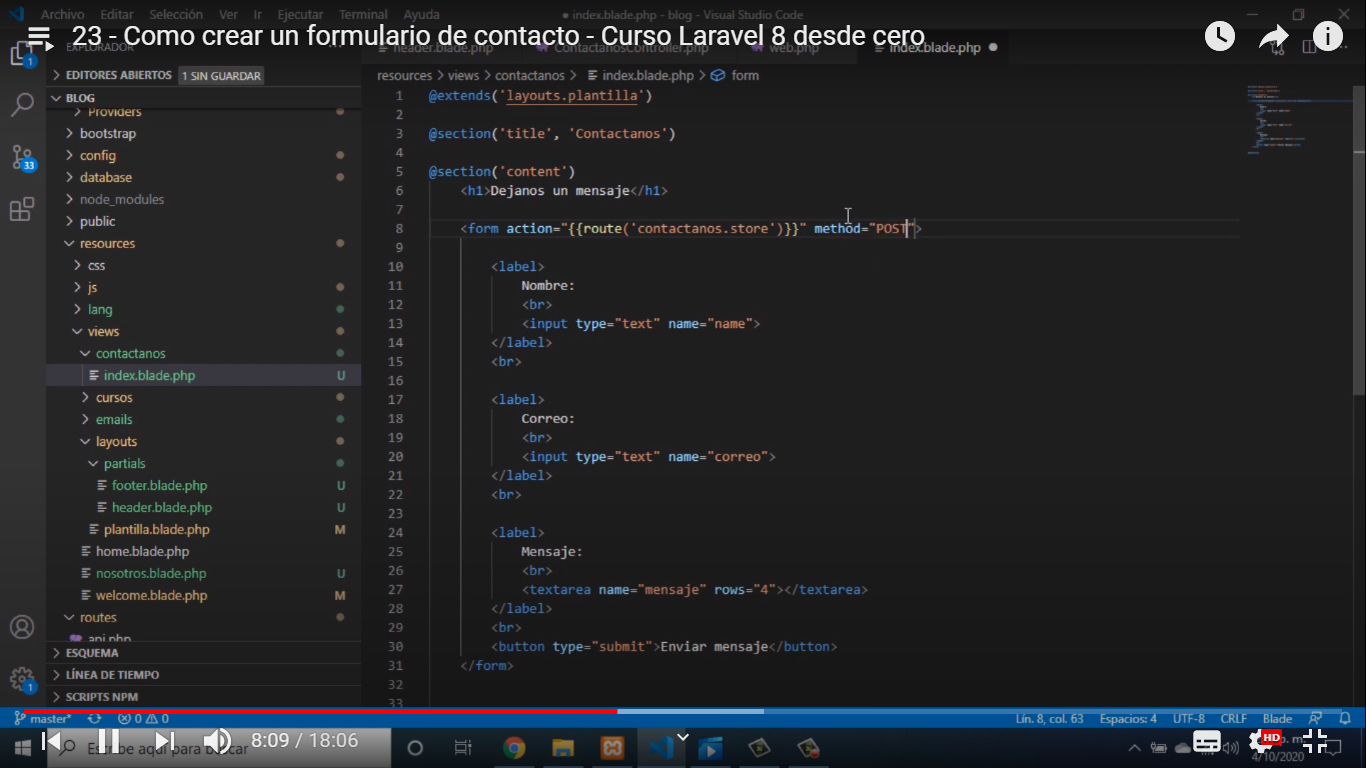 Archivo Editar Selección Ver Ir Ejecutar Terminal Ayuda
● index.blade.php - blog - Visual Studio Code
23 - Como crear un formulario de contacto - Curso Laravel 8 desde cero
EXPLORADOR
header.blade.php ContactanosController.php web.php index.blade.php ●
EDITORES ABIERTOS 1 SIN GUARDAR
resources > views > contactanos > index.blade.php > form
BLOG
Providers
bootstrap
config
database
node_modules
public
resources
css
js
lang
views
contactanos
index.blade.php U
cursos
emails
layouts
partials
footer.blade.php U
header.blade.php U
plantilla.blade.php M
home.blade.php
nosotros.blade.php U
welcome.blade.php M
routes
api.php
ESQUEMA
LÍNEA DE TIEMPO
SCRIPTS NPM
1
1
33
1 @extends('layouts.plantilla')
2
3 @section('title', 'Contactanos')
4
5 @section('content')
6 <h1>Dejanos un mensaje</h1>
7
8 <form action="{{route('contactanos.store')}}" method="POST">
9
10 <label>
11 Nombre:
12 <br>
13 <input type="text" name="name">
14 </label>
15 <br>
16
17 <label>
18 Correo:
19 <br>
20 <input type="text" name="correo">
21 </label>
22 <br>
23
24 <label>
25 Mensaje:
26 <br>
27 <textarea name="mensaje" rows="4"></textarea>
28 </label>
29 <br>
30 <button type="submit">Enviar mensaje</button>
31 </form>
32
33
master* 0 0 Lín. 8, col. 63 Espacios: 4 UTF-8 CRLF Blade
Escribe aquí para buscar
8:09 / 18:06
HD
4/10/2020